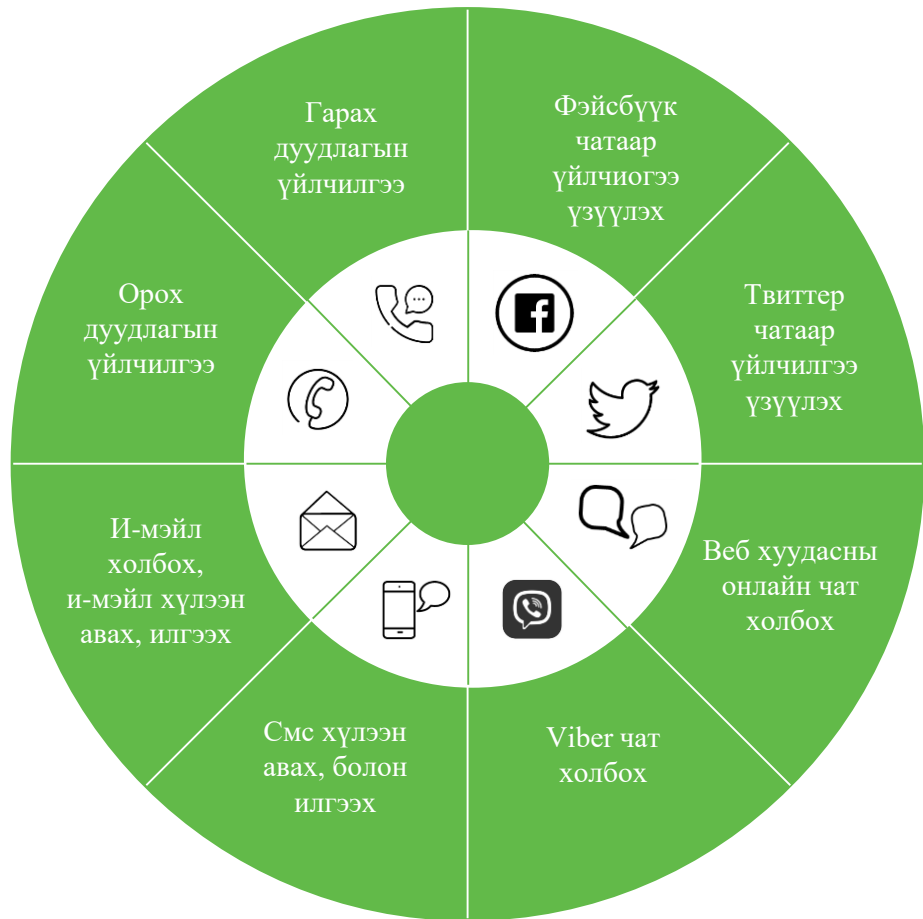 Гарах
дуудлагын
үйлчилгээ
Фэйсбүүк
чатаар
үйлчиогээ
үзүүлэх
Твиттер
чатаар
үйлчилгээ
үзүүлэх
Веб хуудасны
онлайн чат
холбох
Viber чат
холбох
Смс хүлээн
авах, болон
илгээх
И-мэйл
холбох,
и-мэйл хүлээн
авах, илгээх
Орох
дуудлагын
үйлчилгээ